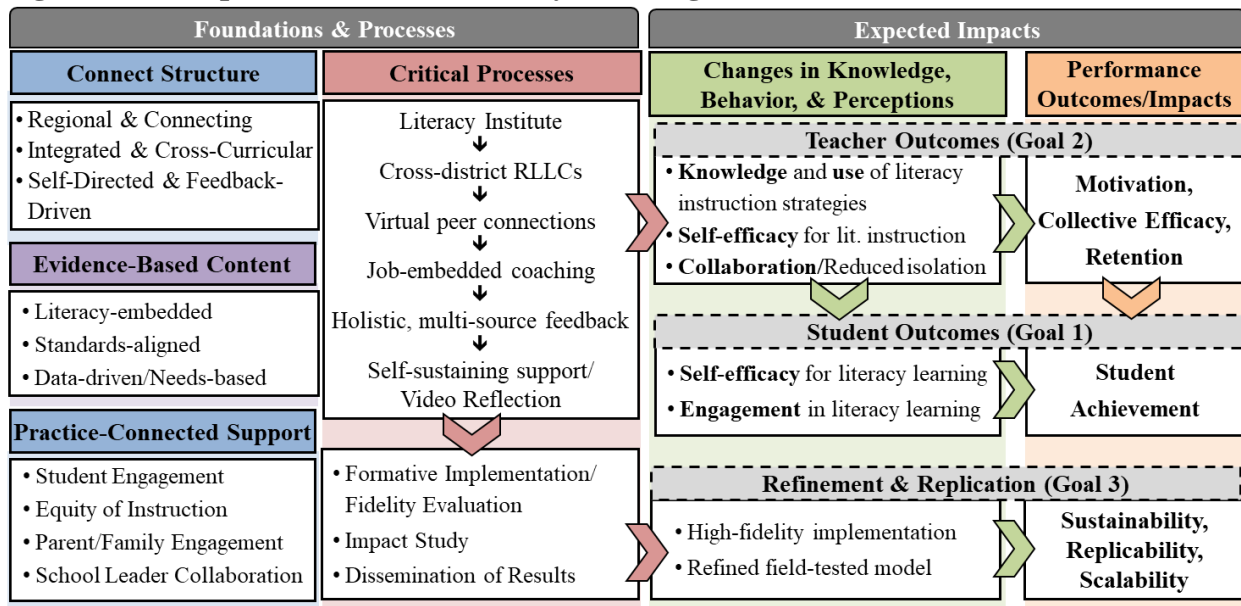 Foundations & Processes
Connect Structure
• Regional & Connecting
• Integrated & Cross-Curricular
• Self-Directed & Feedback-
Driven
Evidence-Based Content
• Literacy-embedded
• Standards-aligned
• Data-driven/Needs-based
Practice-Connected Support
• Student Engagement
• Equity of Instruction
• Parent/Family Engagement
• School Leader Collaboration
Critical Processes
Literacy Institute
Cross-district RLLCs
Virtual peer connections
Job-embedded coaching
Holistic, multi-source feedback
Self-sustaining support/
Video Reflection
• Formative Implementation/
Fidelity Evaluation
• Impact Study
• Dissemination of Results
Expected Impacts
Changes in Knowledge,
Behavior, & Perceptions
Performance
Outcomes/Impacts
Teacher Outcomes (Goal 2)
• Knowledge and use of literacy
instruction strategies
• Self-efficacy for lit. instruction
• Collaboration/Reduced isolation
Motivation,
Collective Efficacy,
Retention
Student Outcomes (Goal 1)
• Self-efficacy for literacy learning
• Engagement in literacy learning
Student
Achievement
Refinement & Replication (Goal 3)
• High-fidelity implementation
• Refined field-tested model
Sustainability,
Replicability,
Scalability